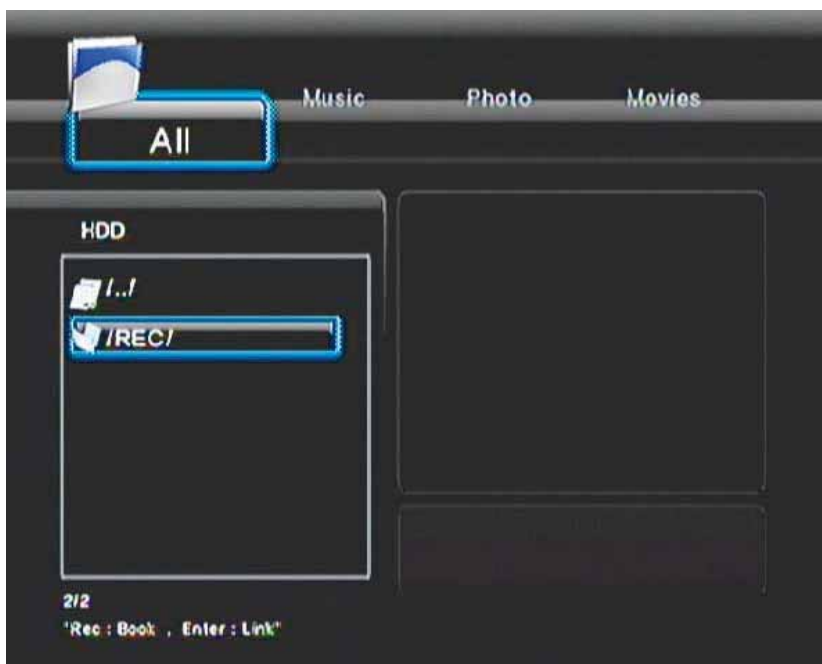 Music Photo Movies
All
HDD
/../
/REC/
2/2
"Rec : Book , Enter : Link"